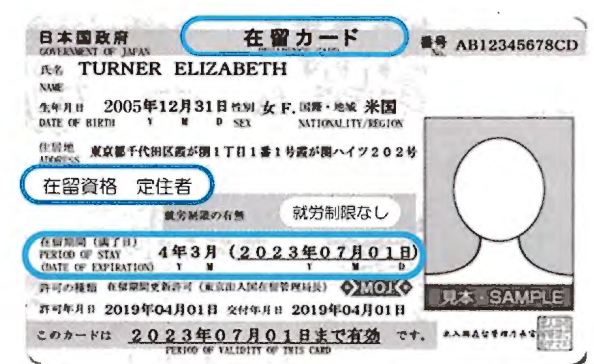 日本国政府 在留カード 番号 AB12345678CD
GOVERNMENT OF JAPAN RESIDENCE CARD No.
氏名 TURNER ELIZABETH
NAME
生年月日 2005年12月31日 性別 女 F. 国籍・地域 米国
DATE OF BIRTH Y M D SEX NATIONALITY/REGION
住居地 東京都千代田区霞が関1丁目1番1号霞が関ハイツ202号
ADDRESS
在留資格 定住者
就労制限の有無 就労制限なし
在留期間(満了日)
PERIOD OF STAY 4年3月(2023年07月01日)
(DATE OF EXPIRATION) Y M Y M D
許可の種類 在留期間更新許可(東京出入国在留管理局長) MOJ
見本・SAMPLE
許可年月日 2019年04月01日 交付年月日 2019年04月01日
このカードは 2023年07月01日まで有効 です。
PERIOD OF VALIDITY OF THIS CARD